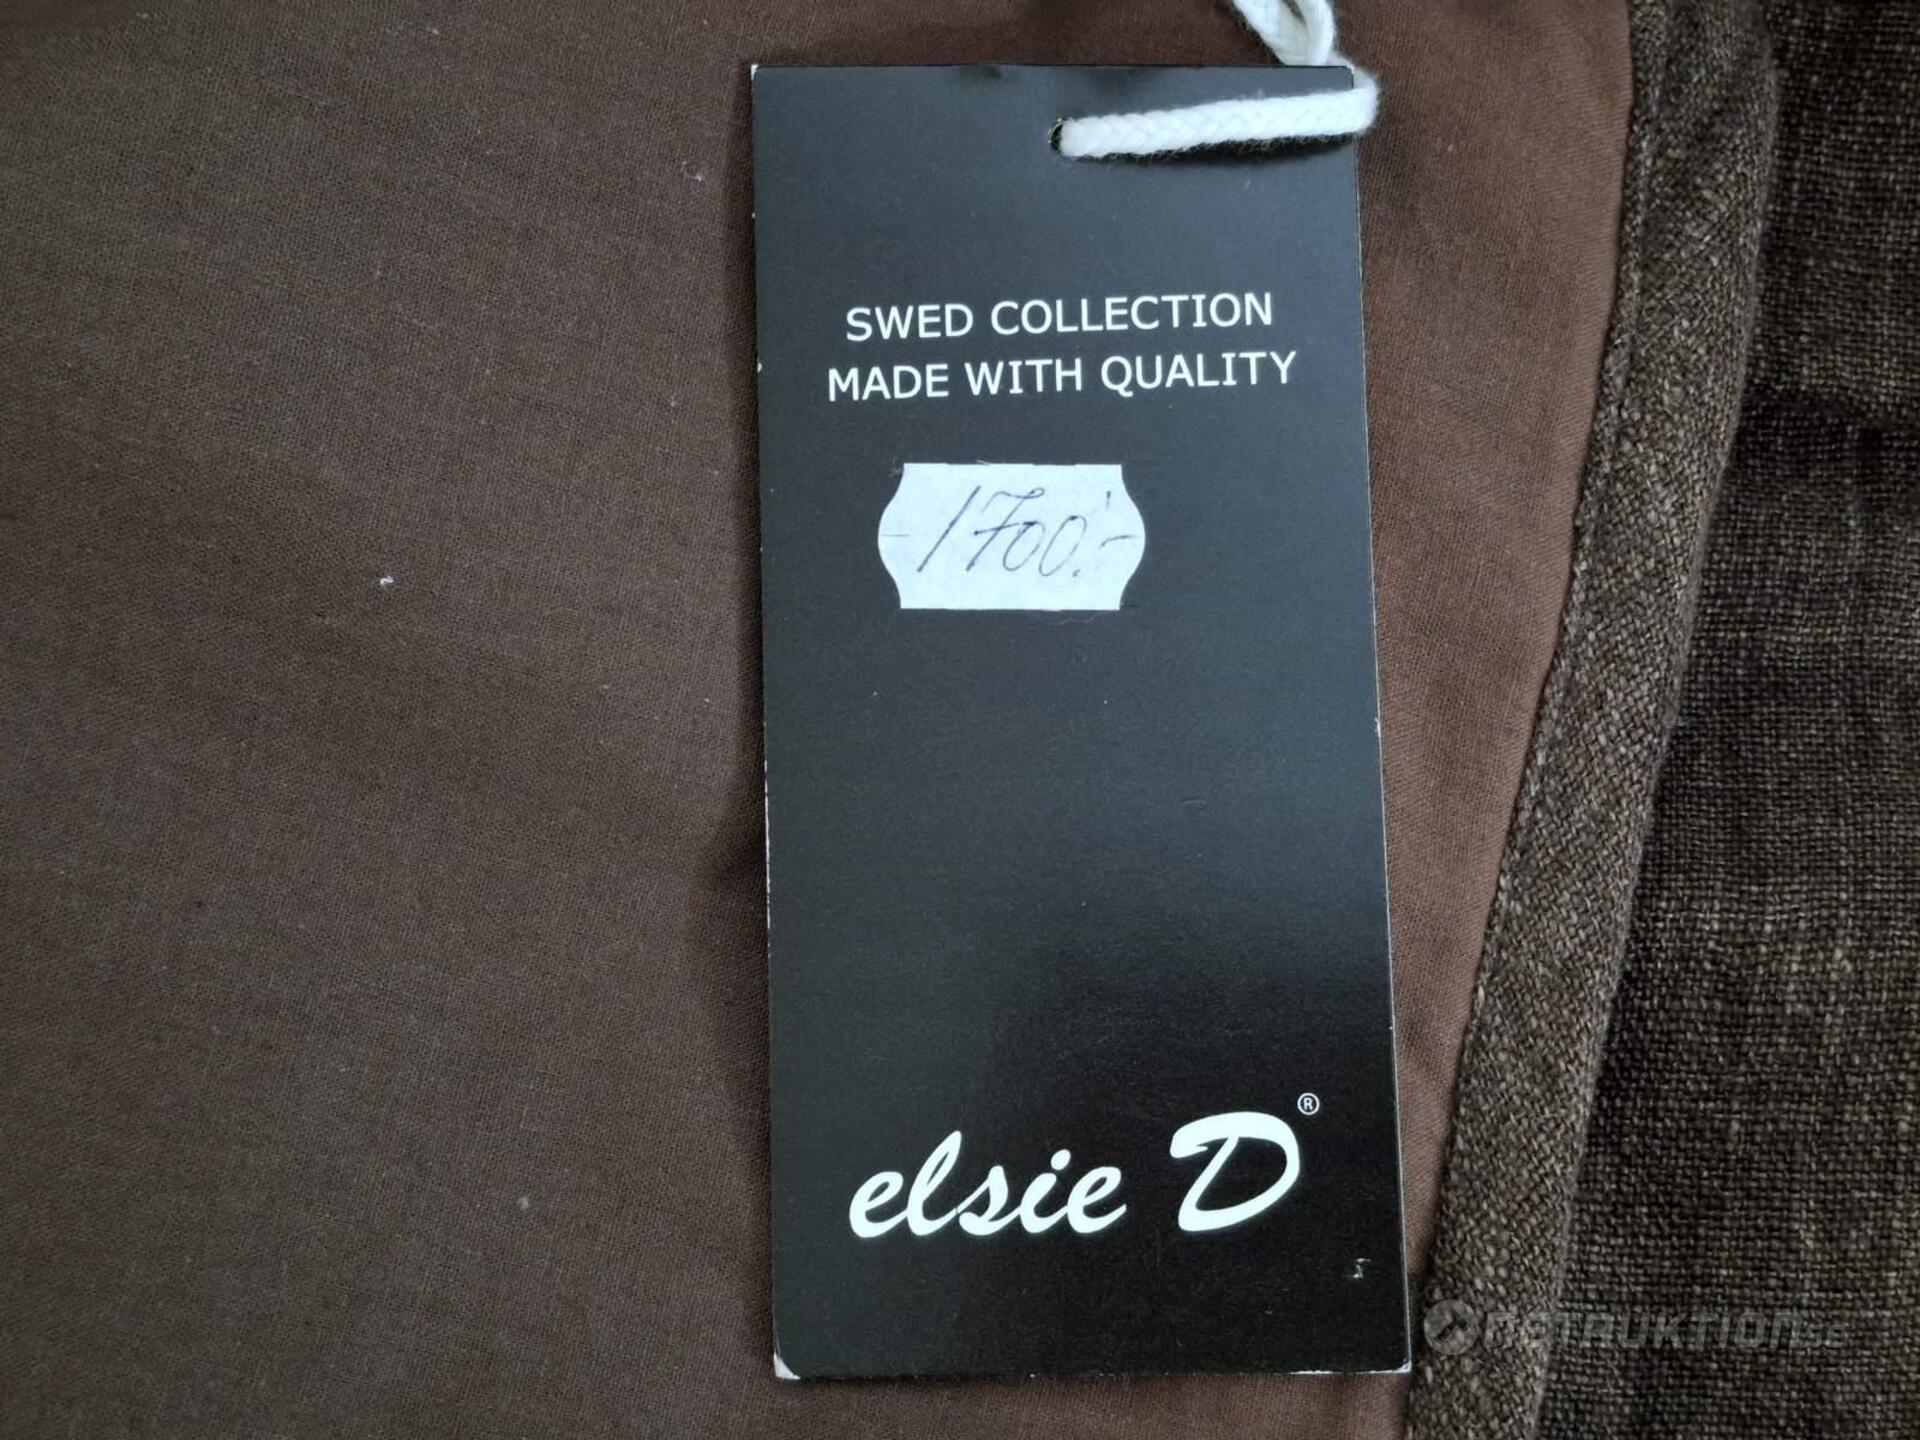 SWED COLLECTION
MADE WITH QUALITY
1700:-
elsie D®